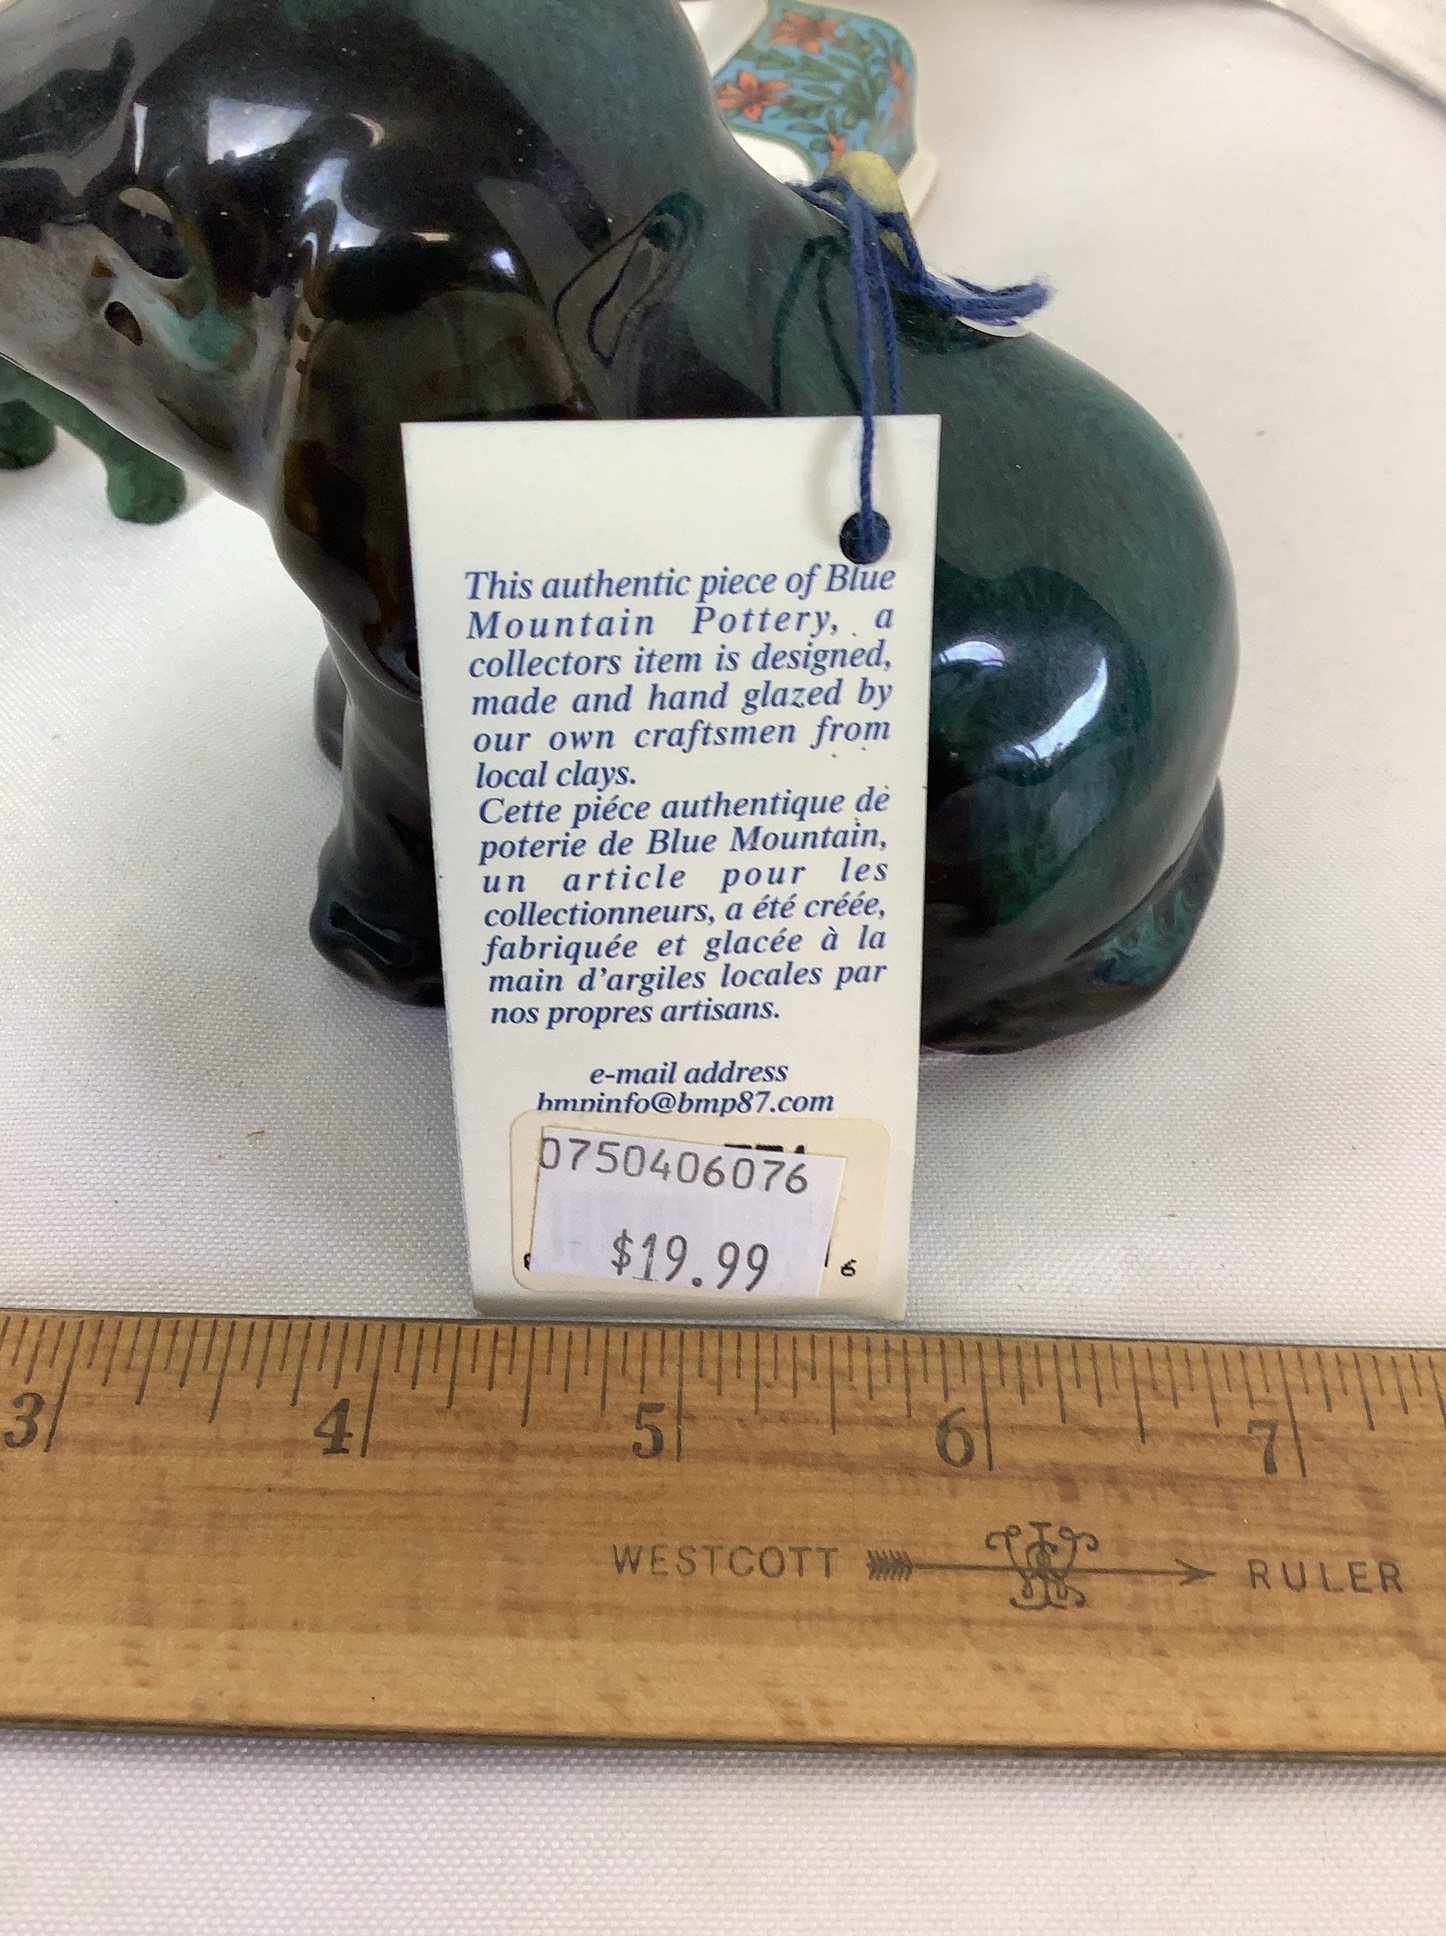 This authentic piece of Blue
Mountain Pottery, a
collectors item is designed,
made and hand glazed by
our own craftsmen from
local clays.
Cette piéce authentique de
poterie de Blue Mountain,
un article pour les
collectionneurs, a été créée,
fabriquée et glacée à la
main d'argiles locales par
nos propres artisans.
e-mail address
bmpinfo@bmp87.com
0750406076
$19.99
6
3 4 5 6 7
WESTCOTT RULER